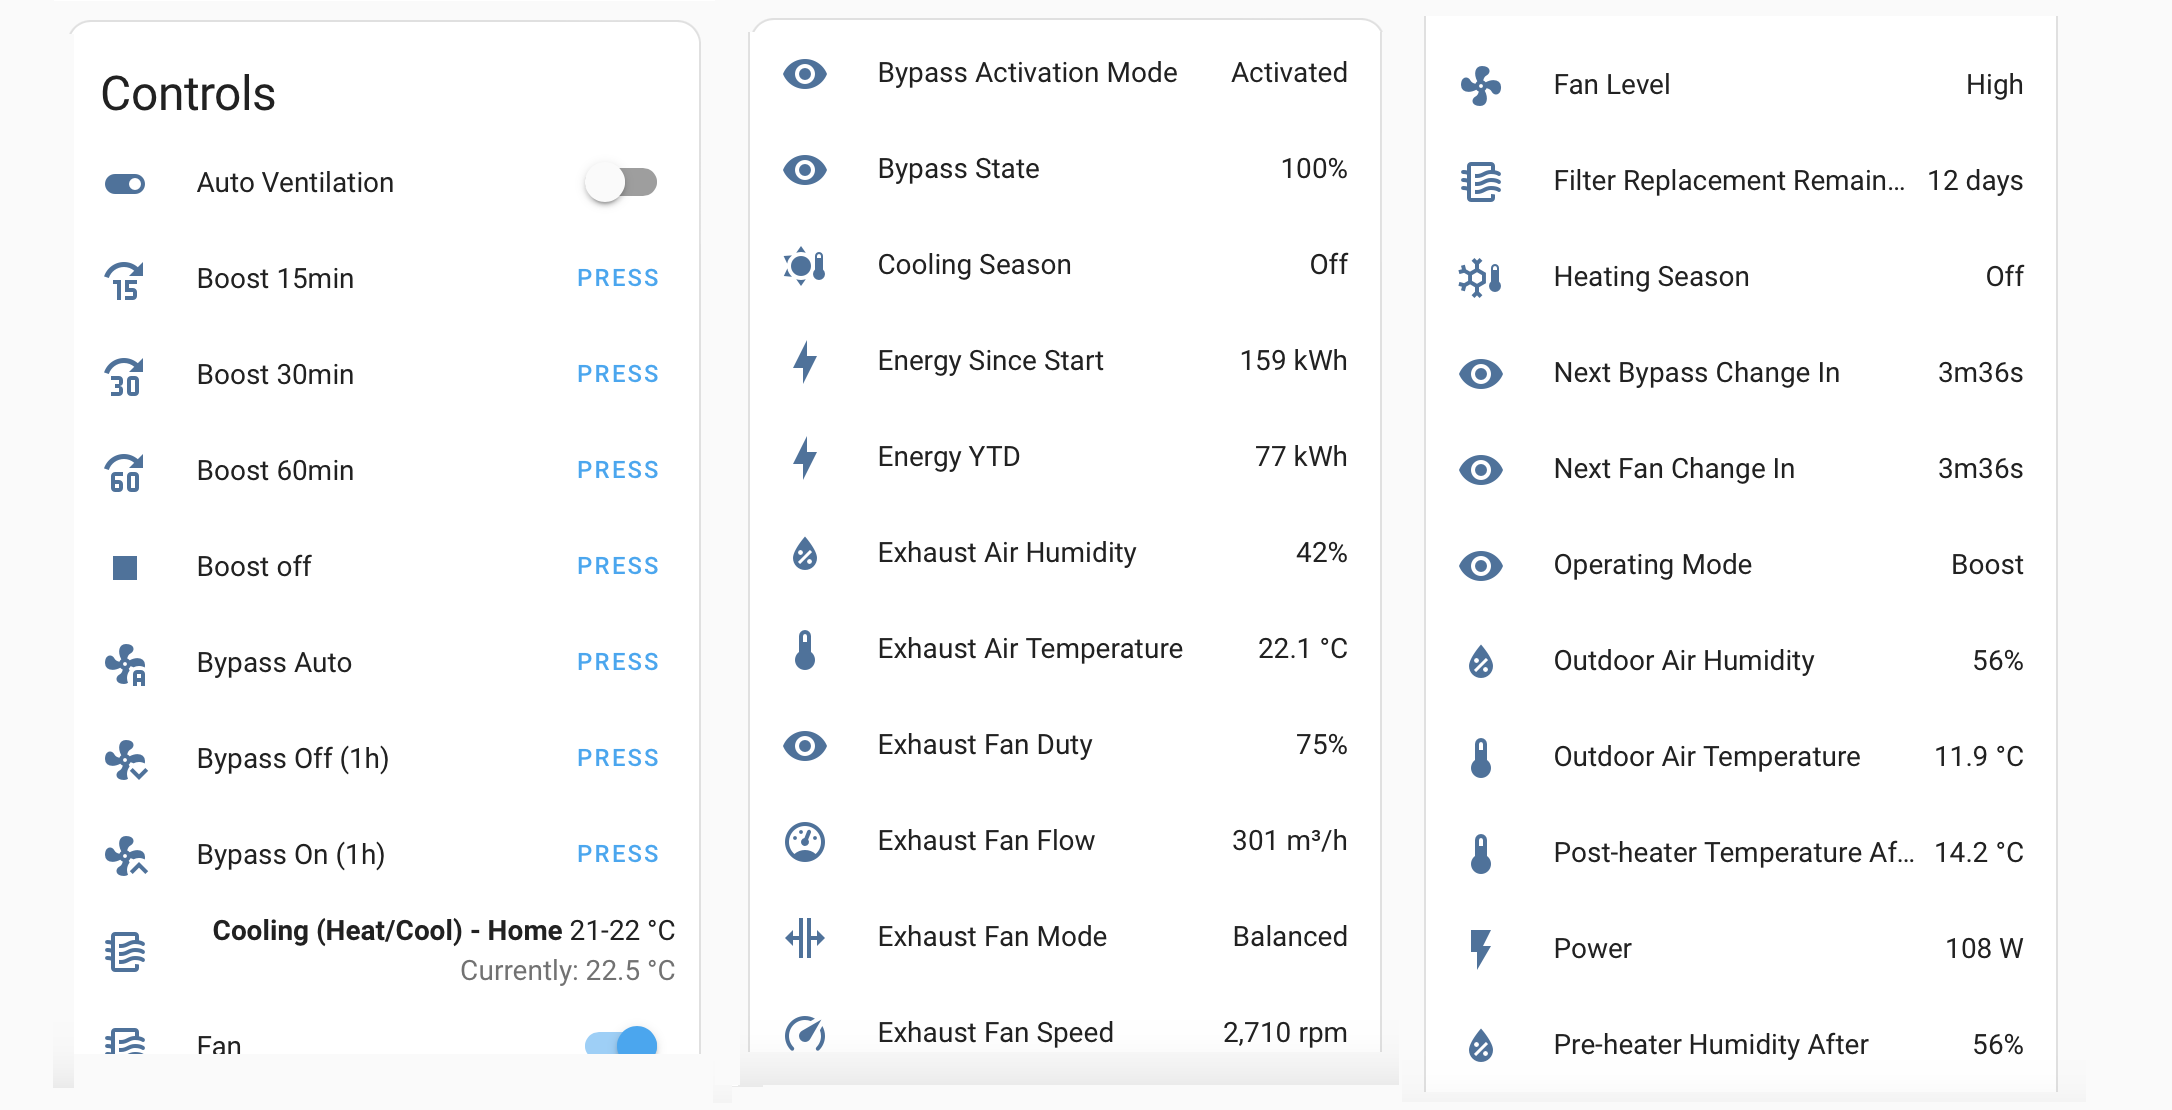 Controls
Auto Ventilation
15 Boost 15min PRESS
30 Boost 30min PRESS
60 Boost 60min PRESS
Boost off PRESS
A Bypass Auto PRESS
Bypass Off (1h) PRESS
Bypass On (1h) PRESS
Cooling (Heat/Cool) - Home 21-22 °C
Currently: 22.5 °C
Fan
Bypass Activation Mode Activated
Bypass State 100%
Cooling Season Off
Energy Since Start 159 kWh
Energy YTD 77 kWh
Exhaust Air Humidity 42%
Exhaust Air Temperature 22.1 °C
Exhaust Fan Duty 75%
Exhaust Fan Flow 301 m³/h
Exhaust Fan Mode Balanced
Exhaust Fan Speed 2,710 rpm
Fan Level High
Filter Replacement Remain... 12 days
Heating Season Off
Next Bypass Change In 3m36s
Next Fan Change In 3m36s
Operating Mode Boost
Outdoor Air Humidity 56%
Outdoor Air Temperature 11.9 °C
Post-heater Temperature Af... 14.2 °C
Power 108 W
Pre-heater Humidity After 56%